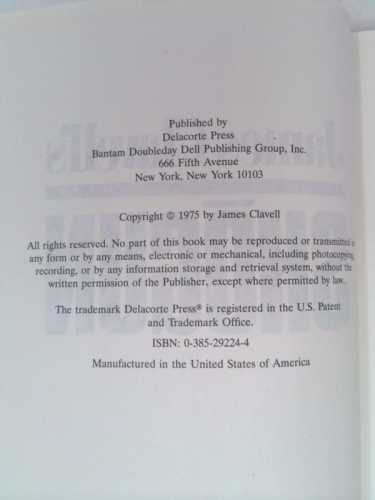 Published by
Delacorte Press
Bantam Doubleday Dell Publishing Group, Inc.
666 Fifth Avenue
New York, New York 10103
Copyright © 1975 by James Clavell
All rights reserved. No part of this book may be reproduced or transmitted in
any form or by any means, electronic or mechanical, including photocopying,
recording, or by any information storage and retrieval system, without the
written permission of the Publisher, except where permitted by law.
The trademark Delacorte Press® is registered in the U.S. Patent
and Trademark Office.
ISBN: 0-385-29224-4
Manufactured in the United States of America